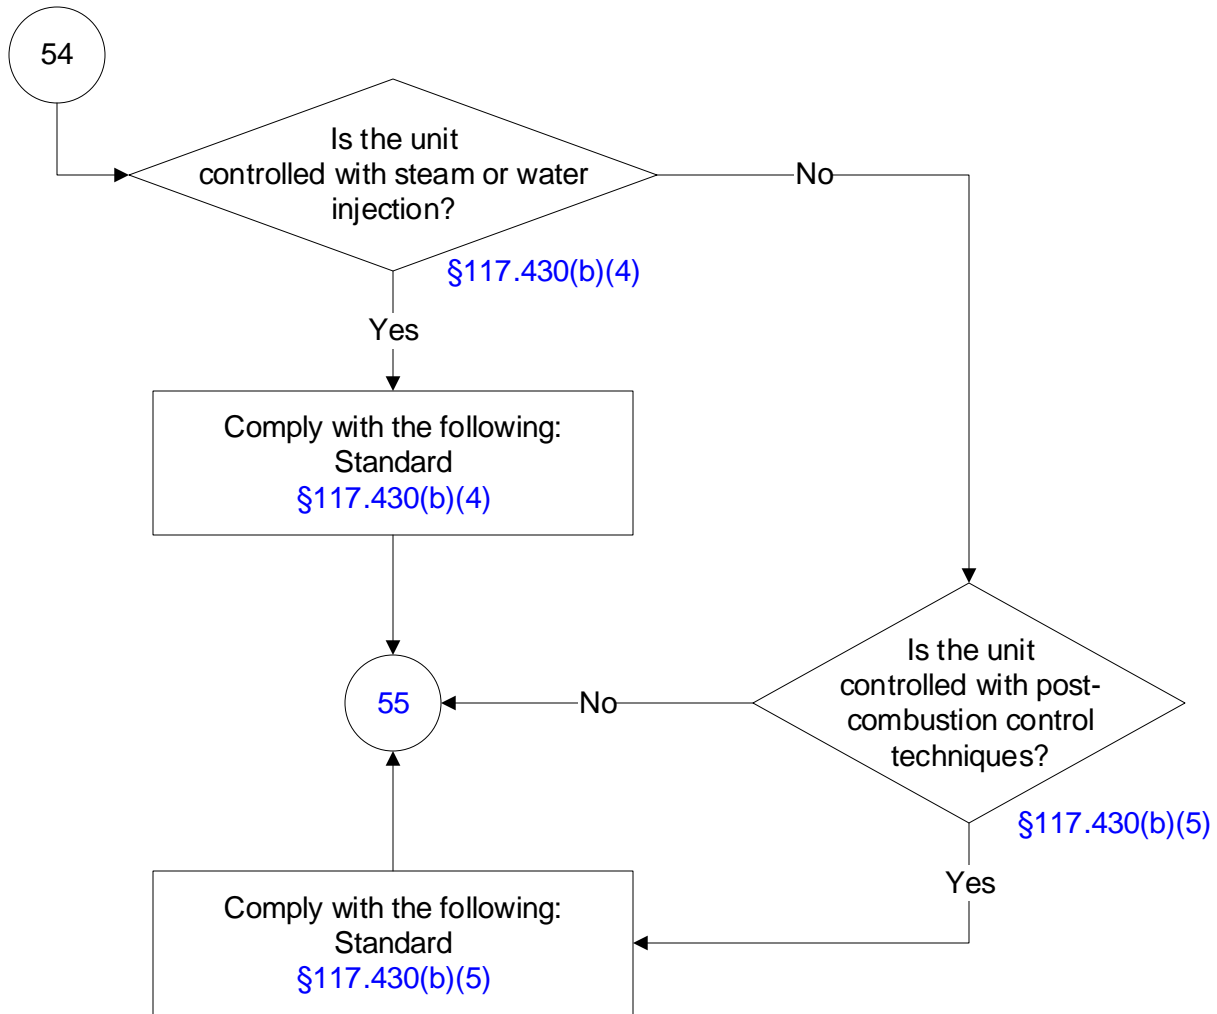 54
Is the unit
controlled with steam or water
injection?
No
§117.430(b)(4)
Yes
Comply with the following:
Standard
§117.430(b)(4)
Is the unit
controlled with post-
combustion control
techniques?
55
No
§117.430(b)(5)
Yes
Comply with the following:
Standard
§117.430(b)(5)